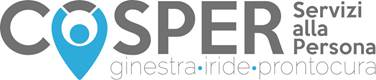 COSPER Servizi
alla
Persona
ginestra·iride·prontocura